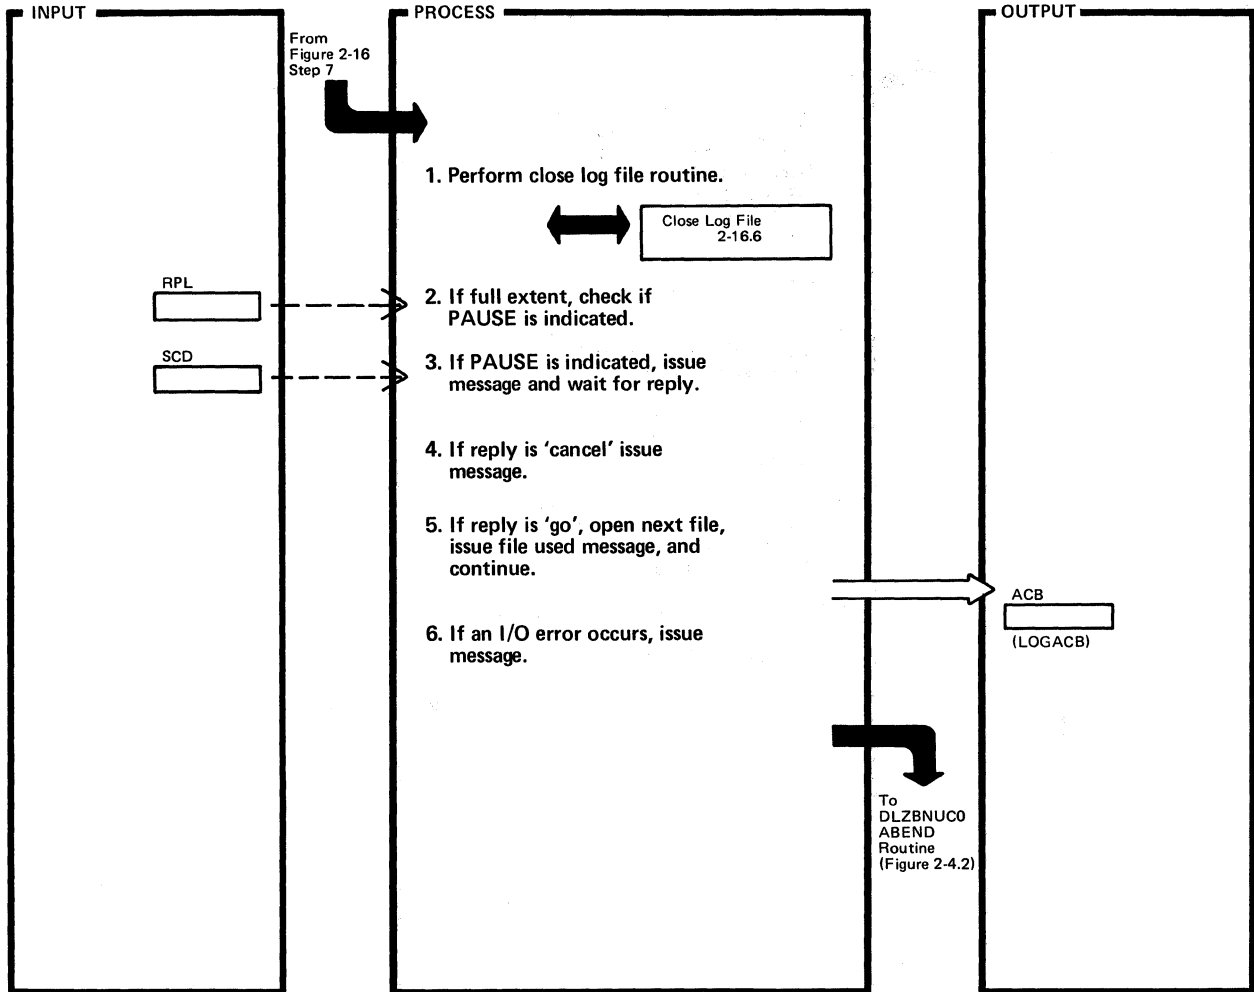 INPUT
PROCESS
OUTPUT
From
Figure 2-16
Step 7
1. Perform close log file routine.
Close Log File
2-16.6
RPL
2. If full extent, check if
PAUSE is indicated.
SCD
3. If PAUSE is indicated, issue
message and wait for reply.
4. If reply is ‘cancel’ issue
message.
5. If reply is ‘go’, open next file,
issue file used message, and
continue.
ACB
(LOGACB)
6. If an I/O error occurs, issue
message.
To
DLZBNUC0
ABEND
Routine
(Figure 2-4.2)